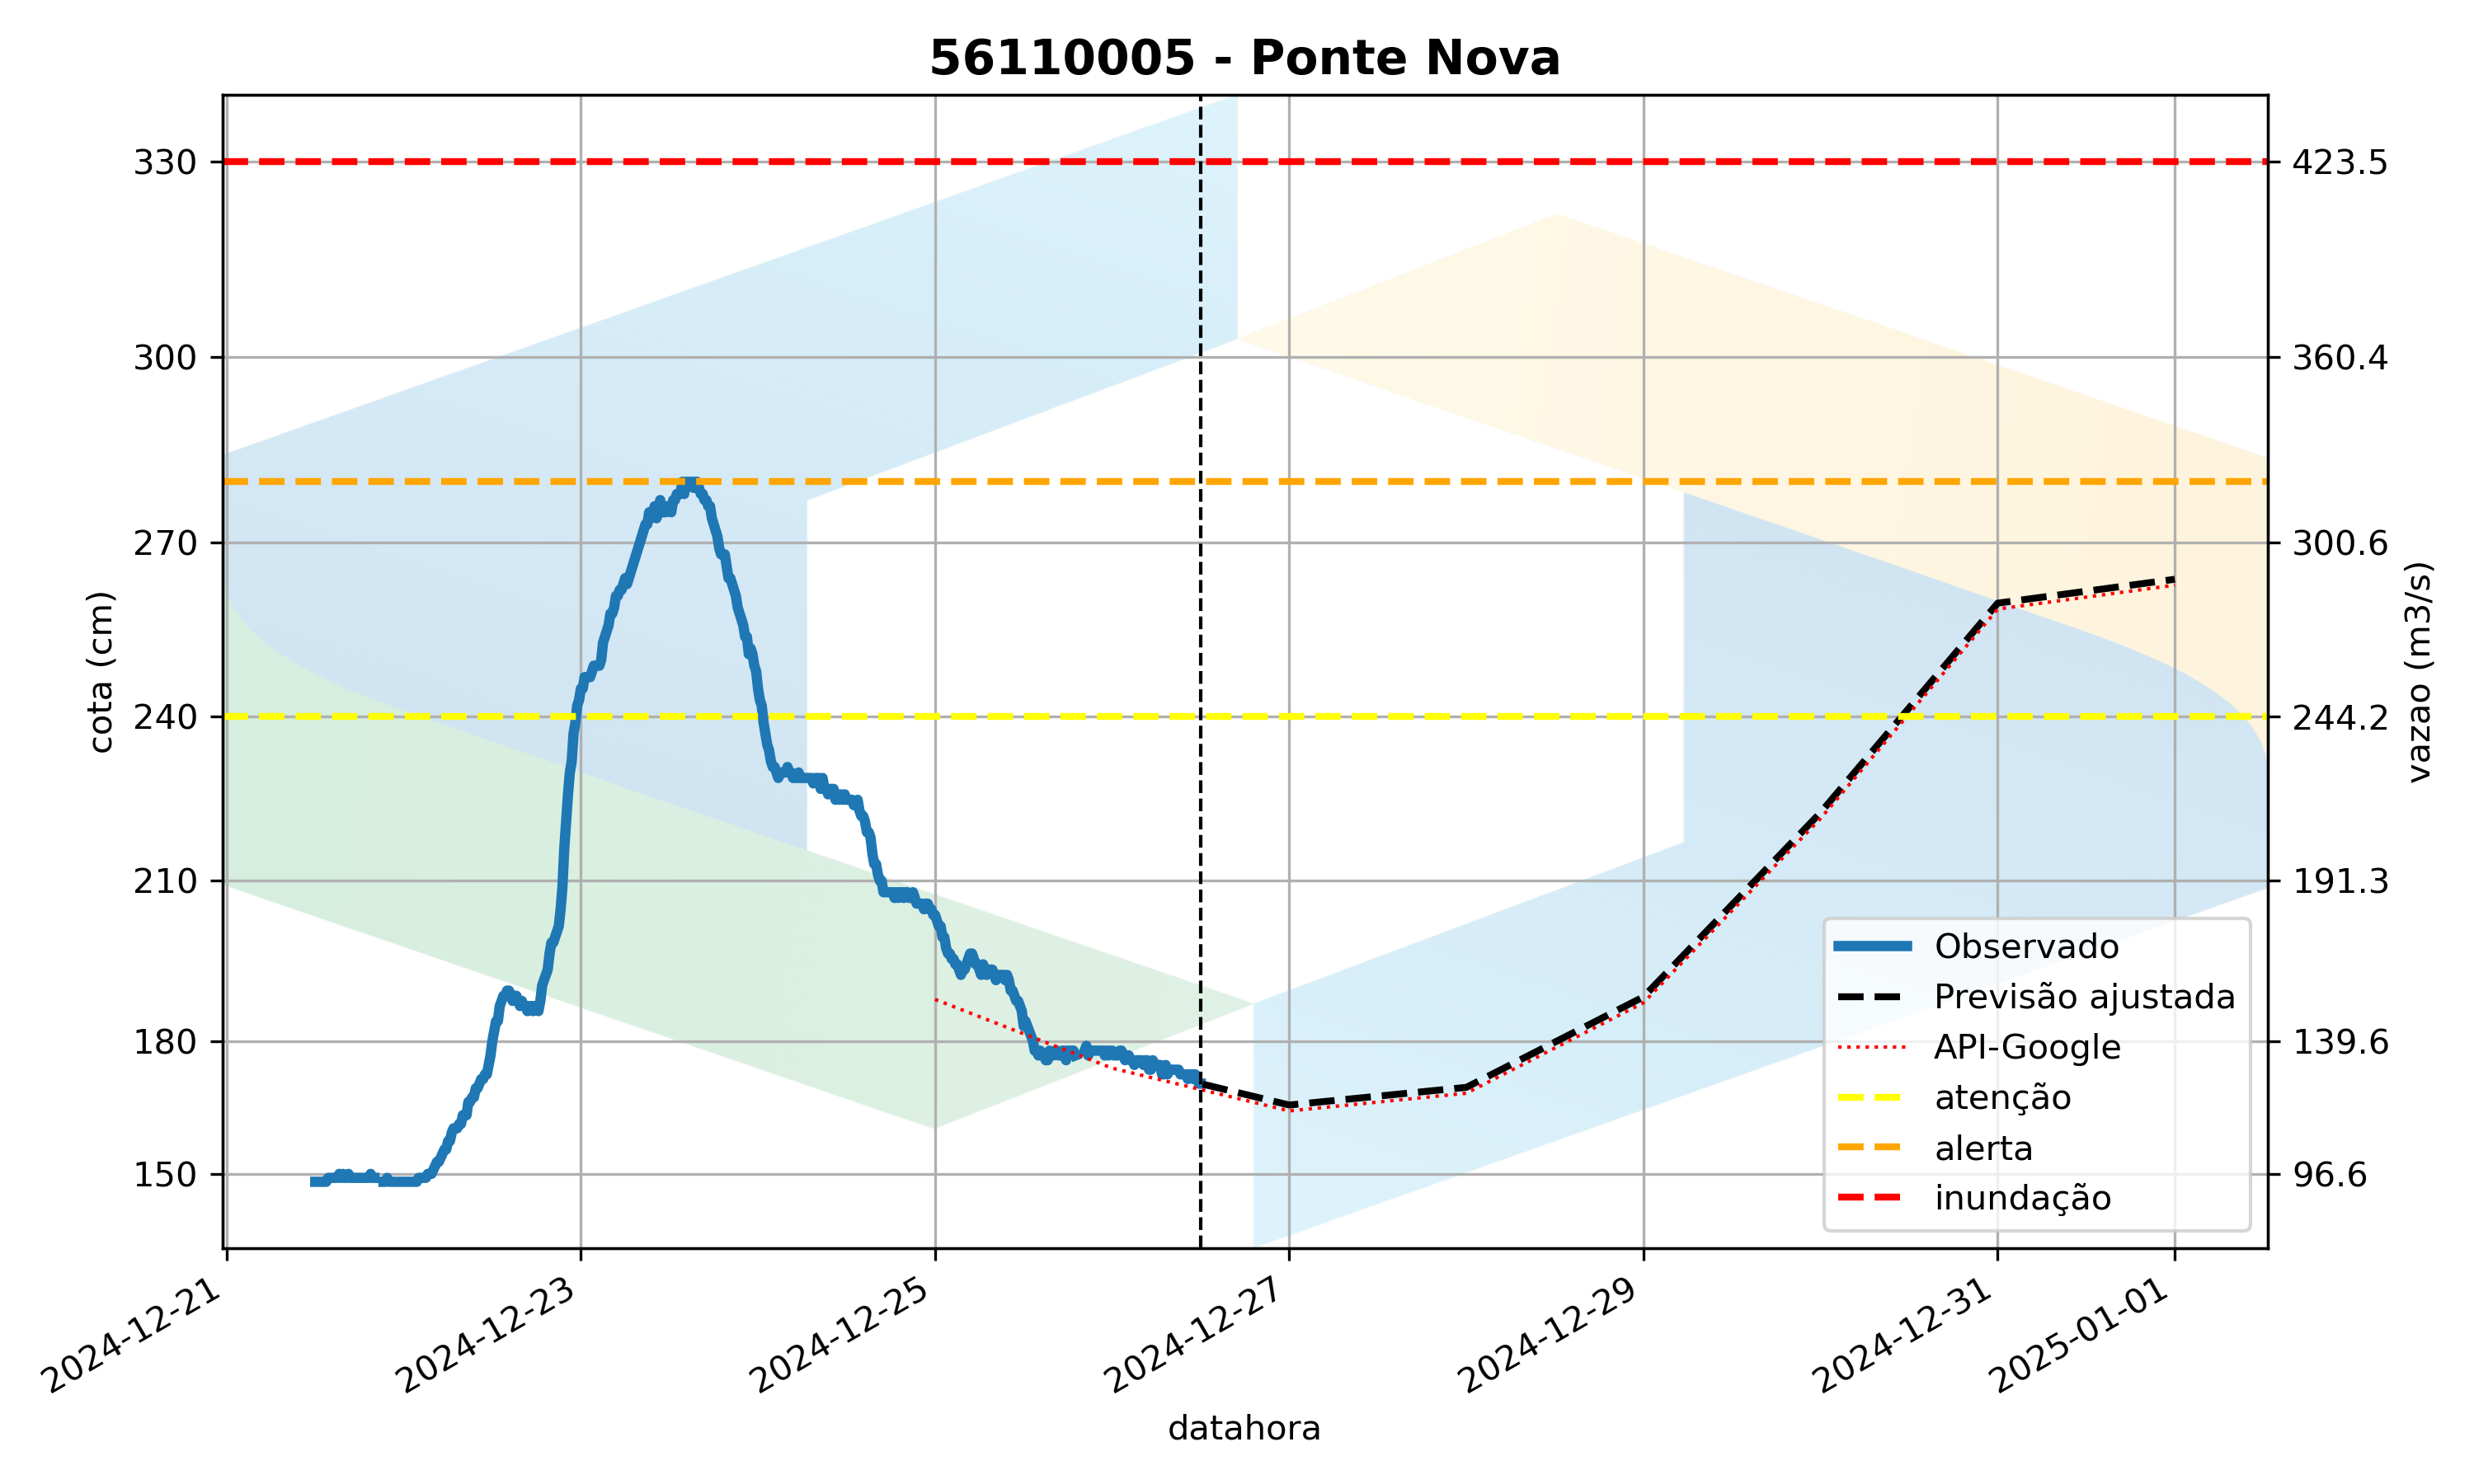 56110005 - Ponte Nova
cota (cm)
330
300
270
240
210
180
150
423.5
360.4
300.6
244.2
191.3
139.6
96.6
vazao (m3/s)
Observado
Previsão ajustada
API-Google
atenção
alerta
inundação
2024-12-21
2024-12-23
2024-12-25
2024-12-27
2024-12-29
2024-12-31
2025-01-01
datahora